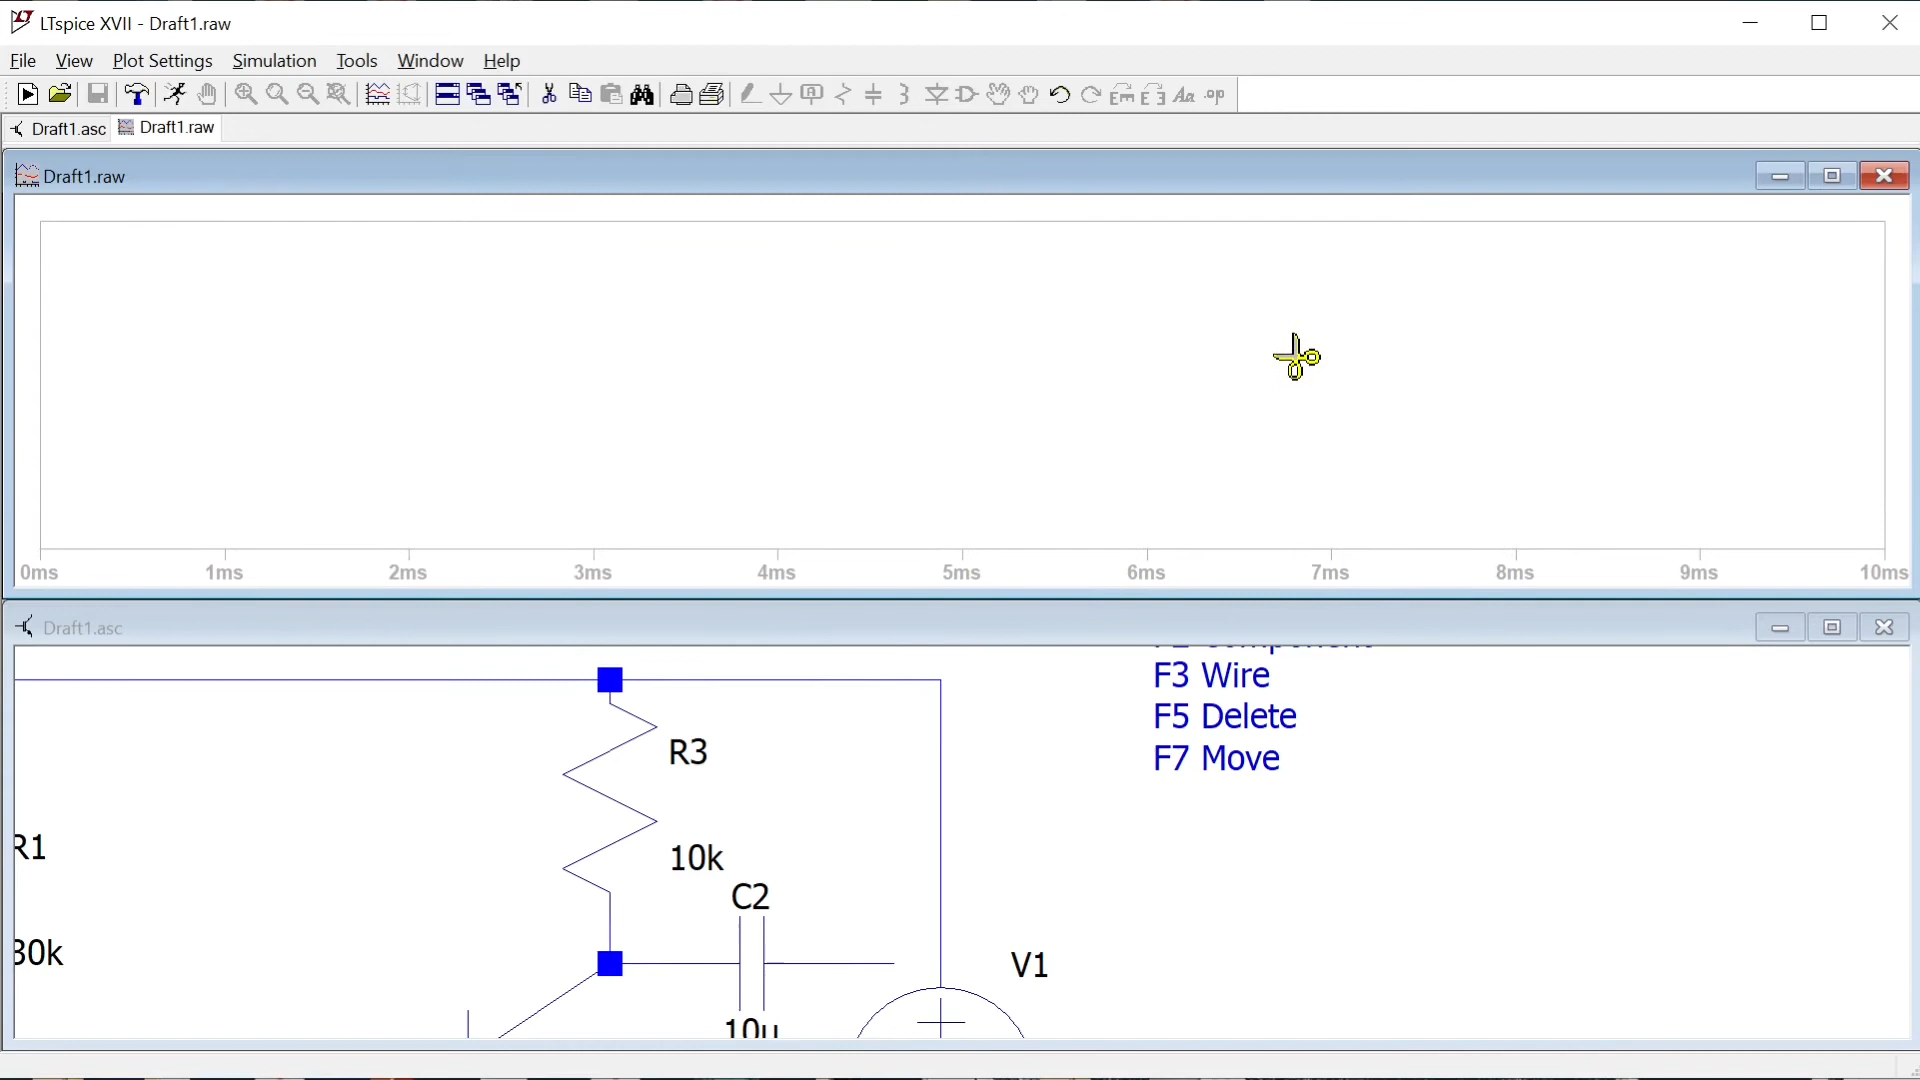 LTspice XVII - Draft1.raw
File View Plot Settings Simulation Tools Window Help
Aa .op
Draft1.asc Draft1.raw
Draft1.raw
0ms 1ms 2ms 3ms 4ms 5ms 6ms 7ms 8ms 9ms 10ms
Draft1.asc
F3 Wire
R3
F5 Delete
F7 Move
R1
10k
C2
V1
10u